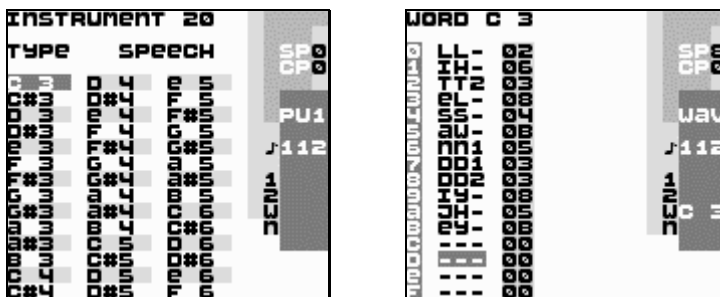 INSTRUMENT 20
TYPE SPEECH
C 3 D 4 E 5
C#3 D#4 F 5
D 3 E 4 F#5
D#3 F 4 G 5
E 3 F#4 G#5
F 3 G 4 A 5
F#3 G#4 A#5
G 3 A 4 B 5
G#3 A#4 C 6
A 3 B 4 C#6
A#3 C 5 D 6
B 3 C#5 D#6
C 4 D 5 E 6
C#4 D#5 F 6
SP0
CP0
PU1
♪112
1
2
W
N
WORD C 3
0 LL- 02
1 IH- 06
2 TT2 03
3 EL- 08
4 SS- 04
5 AW- 0B
6 NN1 05
7 DD1 03
8 DD2 03
9 IY- 08
A JH- 05
B EY- 0B
C --- 00
D --- 00
E --- 00
F --- 00
SP8
CP0
WAV
♪112
1
2
W C 3
N